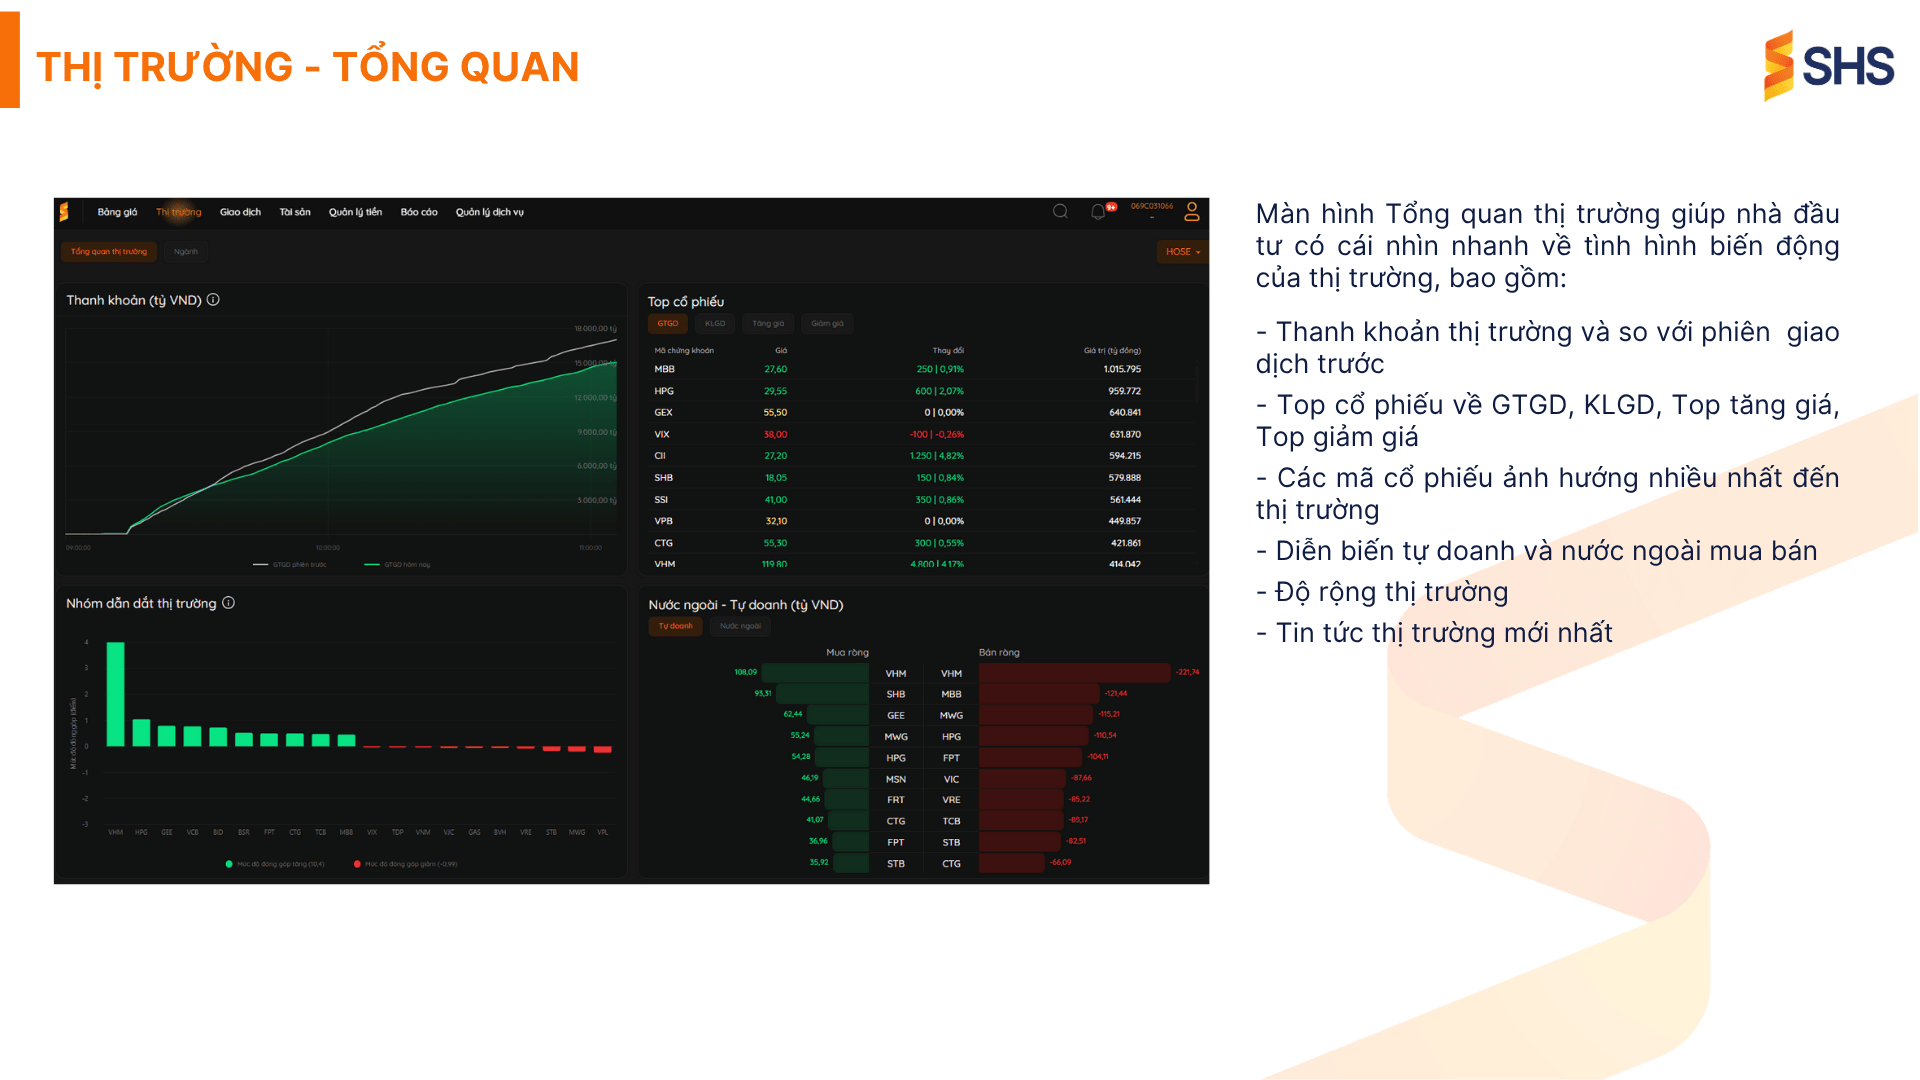 THỊ TRƯỜNG - TỔNG QUAN
SHS
Bảng giá Thị trường Giao dịch Tài sản Quản lý tiền Báo cáo Quản lý dịch vụ
9+ 069C031066
-
Tổng quan thị trường Ngành HOSE
Thanh khoản (tỷ VND)
18.000,00 tỷ
15.000,00 tỷ
12.000,00 tỷ
9.000,00 tỷ
6.000,00 tỷ
3.000,00 tỷ
09:00:00 10:00:00 11:00:00
GTGD phiên trước GTGD hôm nay
Top cổ phiếu
GTGD KLGD Tăng giá Giảm giá
Mã chứng khoán Giá Thay đổi Giá trị (tỷ đồng)
MBB 27,60 250 | 0,91% 1.015.795
HPG 29,55 600 | 2,07% 959.772
GEX 55,50 0 | 0,00% 640.841
VIX 38,00 -100 | -0,26% 631.870
CII 27,20 1.250 | 4,82% 594.215
SHB 18,05 150 | 0,84% 579.888
SSI 41,00 350 | 0,86% 561.444
VPB 32,10 0 | 0,00% 449.857
CTG 55,30 300 | 0,55% 421.861
VHM 119,80 4.800 | 4,17% 414.042
Nhóm dẫn dắt thị trường
Mức độ đóng góp (điểm)
4
3
2
1
0
-1
-2
-3
VHM HPG GEE VCB BID BSR FPT CTG TCB MBB VIX TDP VNM VJC GAS BVH VRE STB MWG VPL
Mức độ đóng góp tăng (10,4) Mức độ đóng góp giảm (-0,99)
Nước ngoài - Tự doanh (tỷ VND)
Tự doanh Nước ngoài
Mua ròng Bán ròng
108,09 VHM VHM -221,74
93,31 SHB MBB -121,44
62,44 GEE MWG -115,21
55,24 MWG HPG -110,54
54,28 HPG FPT -104,11
46,19 MSN VIC -87,66
44,66 FRT VRE -85,22
41,07 CTG TCB -85,17
36,96 FPT STB -82,51
35,92 STB CTG -66,09
Màn hình Tổng quan thị trường giúp nhà đầu
tư có cái nhìn nhanh về tình hình biến động
của thị trường, bao gồm:
- Thanh khoản thị trường và so với phiên giao
dịch trước
- Top cổ phiếu về GTGD, KLGD, Top tăng giá,
Top giảm giá
- Các mã cổ phiếu ảnh hướng nhiều nhất đến
thị trường
- Diễn biến tự doanh và nước ngoài mua bán
- Độ rộng thị trường
- Tin tức thị trường mới nhất